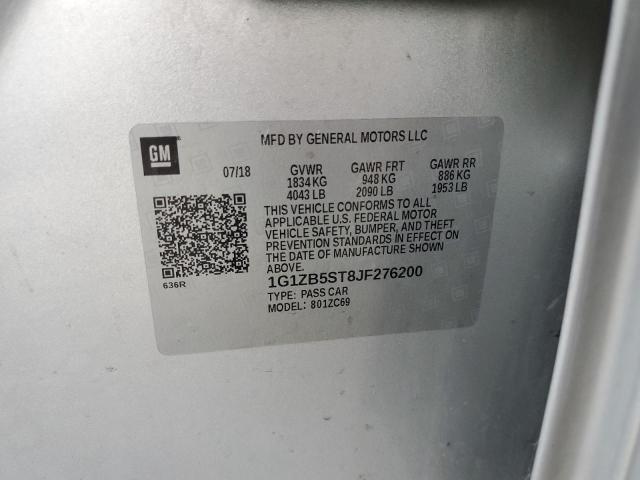 GM
MFD BY GENERAL MOTORS LLC
07/18 GVWR GAWR FRT GAWR RR
1834 KG 948 KG 886 KG
4043 LB 2090 LB 1953 LB
THIS VEHICLE CONFORMS TO ALL
APPLICABLE U.S. FEDERAL MOTOR
VEHICLE SAFETY, BUMPER, AND THEFT
PREVENTION STANDARDS IN EFFECT ON
THE DATE OF MANUFACTURE SHOWN
ABOVE.
1G1ZB5ST8JF276200
TYPE: PASS CAR
MODEL: 801ZC69
636R